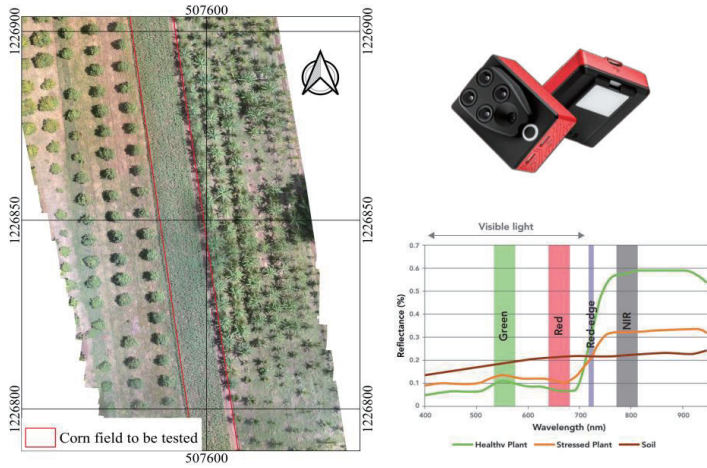 507600
1226900
1226900
1226850
1226850
1226800
1226800
Corn field to be tested
507600
Visible light
Reflectance (%)
0.7
0.6
0.5
0.4
0.3
0.2
0.1
0
Green
Red
Red-edge
NIR
400 500 600 700 800 900
Wavelength (nm)
Healthy Plant Stressed Plant Soil